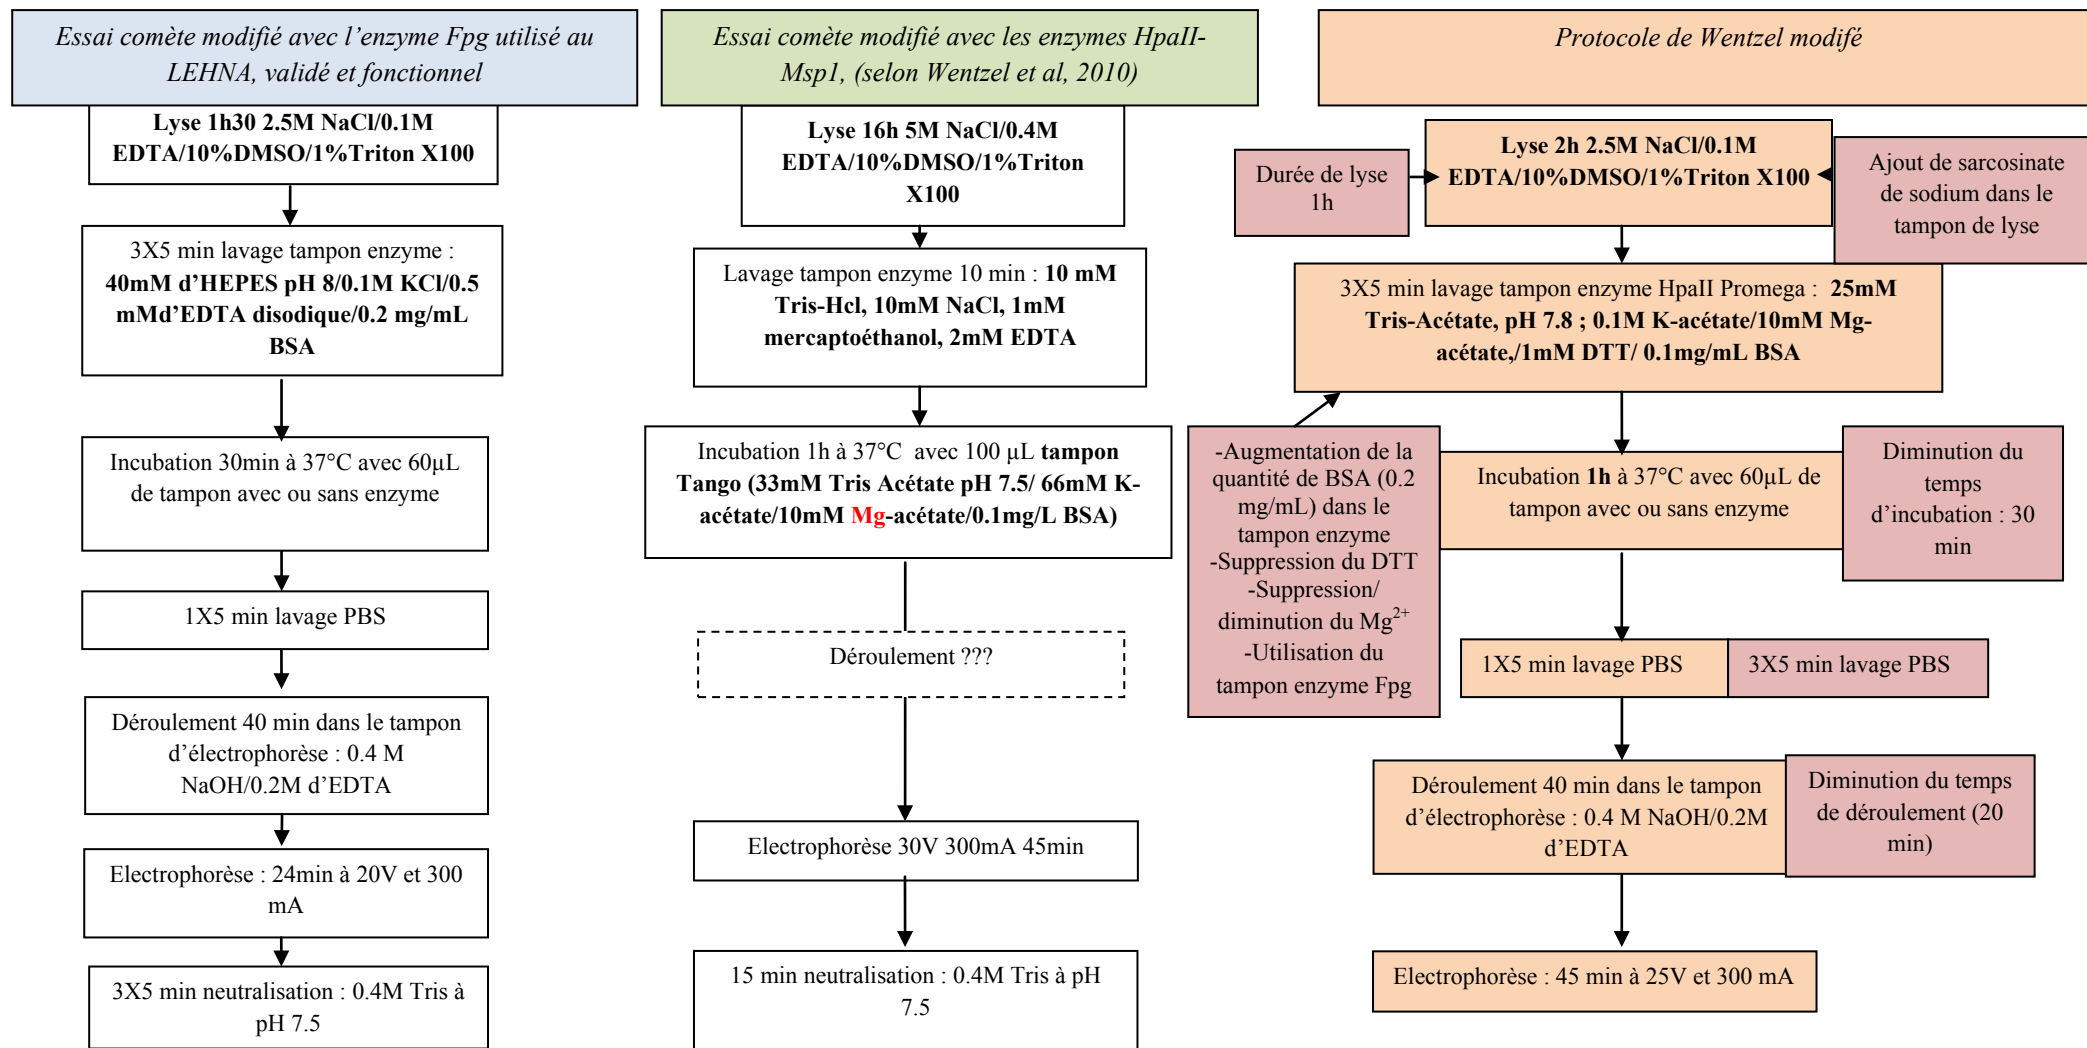 Essai comète modifié avec l'enzyme Fpg utilisé au
LEHNA, validé et fonctionnel
Lyse 1h30 2.5M NaCl/0.1M
EDTA/10%DMSO/1%Triton X100
3X5 min lavage tampon enzyme :
40mM d'HEPES pH 8/0.1M KCl/0.5
mMd'EDTA disodique/0.2 mg/mL
BSA
Incubation 30min à 37°C avec 60µL
de tampon avec ou sans enzyme
1X5 min lavage PBS
Déroulement 40 min dans le tampon
d'électrophorèse : 0.4 M
NaOH/0.2M d'EDTA
Electrophorèse : 24min à 20V et 300
mA
3X5 min neutralisation : 0.4M Tris à
pH 7.5
Essai comète modifié avec les enzymes HpaII-
Msp1, (selon Wentzel et al, 2010)
Lyse 16h 5M NaCl/0.4M
EDTA/10%DMSO/1%Triton
X100
Lavage tampon enzyme 10 min : 10 mM
Tris-Hcl, 10mM NaCl, 1mM
mercaptoéthanol, 2mM EDTA
Incubation 1h à 37°C avec 100 µL tampon
Tango (33mM Tris Acétate pH 7.5/ 66mM K-
acétate/10mM Mg-acétate/0.1mg/L BSA)
Déroulement ???
Electrophorèse 30V 300mA 45min
15 min neutralisation : 0.4M Tris à pH
7.5
Protocole de Wentzel modifé
Durée de lyse
1h
Lyse 2h 2.5M NaCl/0.1M
EDTA/10%DMSO/1%Triton X100
Ajout de sarcosinate
de sodium dans le
tampon de lyse
3X5 min lavage tampon enzyme HpaII Promega : 25mM
Tris-Acétate, pH 7.8 ; 0.1M K-acétate/10mM Mg-
acétate,/1mM DTT/ 0.1mg/mL BSA
-Augmentation de la
quantité de BSA (0.2
mg/mL) dans le
tampon enzyme
-Suppression du DTT
-Suppression/
diminution du Mg2+
-Utilisation du
tampon enzyme Fpg
Incubation 1h à 37°C avec 60µL de
tampon avec ou sans enzyme
Diminution du
temps
d'incubation : 30
min
1X5 min lavage PBS
3X5 min lavage PBS
Déroulement 40 min dans le tampon
d'électrophorèse : 0.4 M NaOH/0.2M
d'EDTA
Diminution du temps
de déroulement (20
min)
Electrophorèse : 45 min à 25V et 300 mA